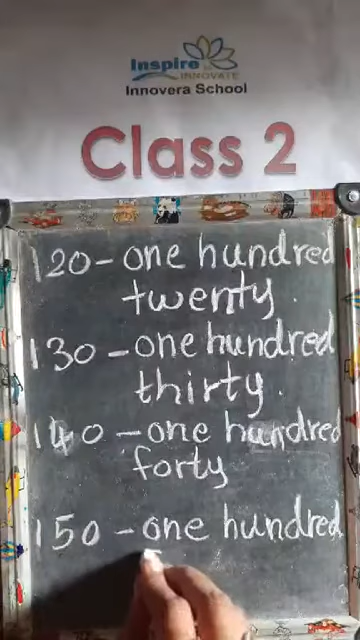 Inspire
INNOVATE
Innovera School
Class 2
120 - one hundred
twenty.
130 - one hundred
thirty.
140 - one hundred
forty
150 - one hundred